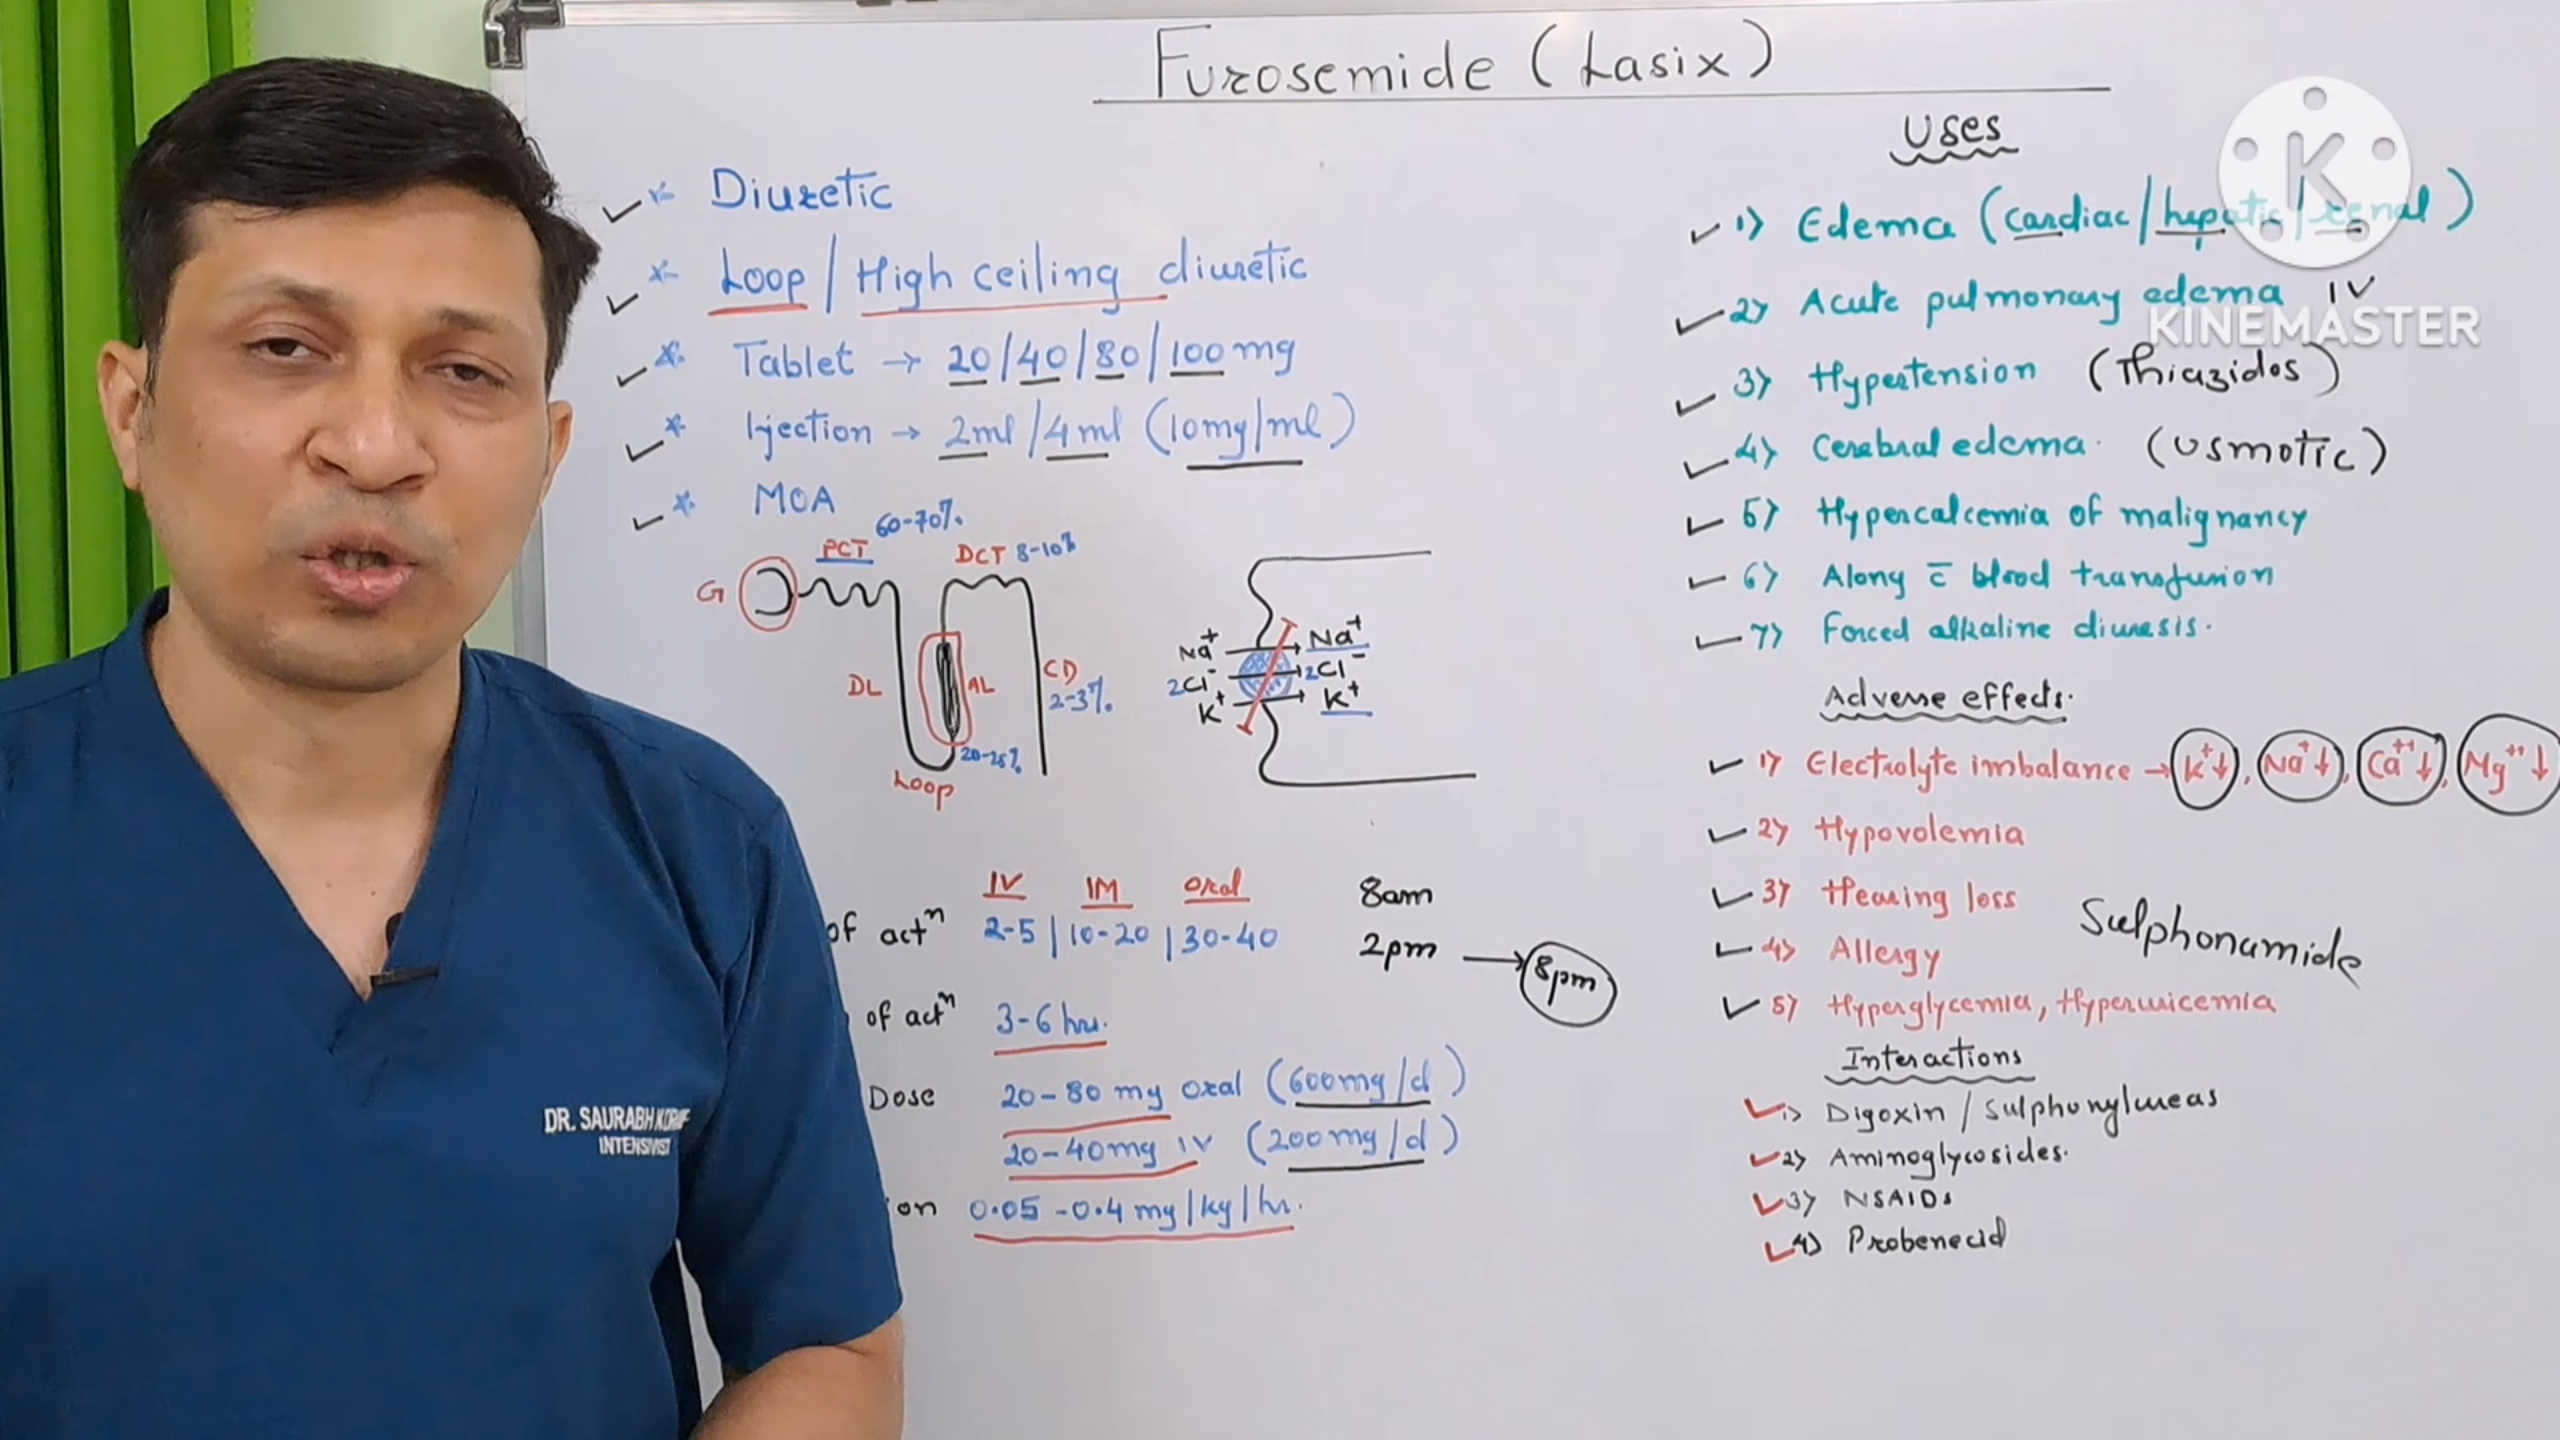 Furosemide (Lasix)
* Diuretic
* Loop / High ceiling diuretic
* Tablet → 20/40/80/100 mg
* Injection → 2ml/4ml (10mg/ml)
* MOA
PCT 60-70%
DCT 8-10%
G
DL
AL
CD
2-3%
20-25%
Loop
Na+ Na+
2Cl- 2Cl-
K+ K+
IV IM Oral
of actn 2-5 | 10-20 | 30-40
8am
2pm → 8pm
of actn 3-6 hrs.
Dose 20-80 mg oral (600mg/d)
20-40mg IV (200mg/d)
on 0.05-0.4 mg/kg/hr.
Uses
1) Edema (cardiac/hepatic/renal)
2) Acute pulmonary edema IV
3) Hypertension (Thiazides)
4) Cerebral edema. (Osmotic)
5) Hypercalcemia of malignancy
6) Along c̄ blood transfusion
7) Forced alkaline diuresis.
Adverse effects.
1) Electrolyte imbalance → K+↓, Na+↓, Ca++↓, Mg++↓
2) Hypovolemia
3) Hearing loss
4) Allergy Sulphonamide
5) Hyperglycemia, Hyperuricemia
Interactions
1) Digoxin / Sulphonylureas
2) Aminoglycosides.
3) NSAIDs
4) Probenecid
DR. SAURABH
INTENSIVIST
K
KINEMASTER